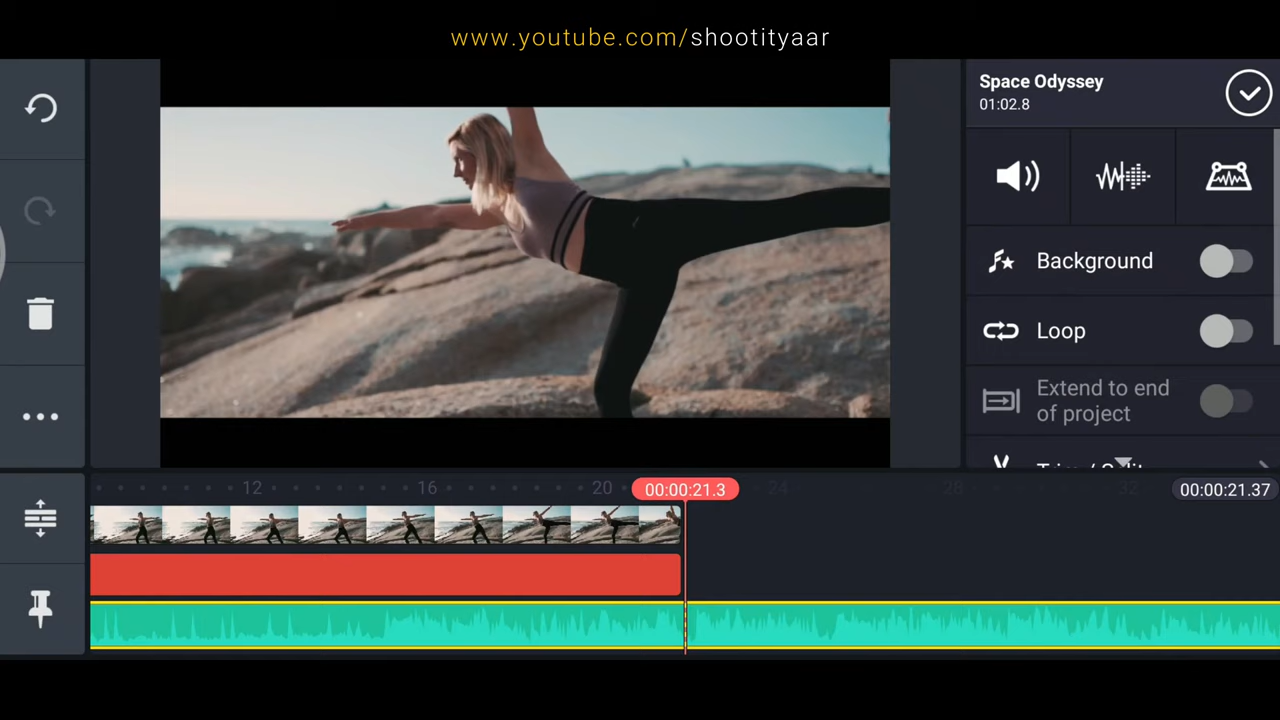 www.youtube.com/shootityaar
Space Odyssey
01:02.8
Background
Loop
Extend to end
of project
12
16
20
00:00:21.3
24
28
32
00:00:21.37